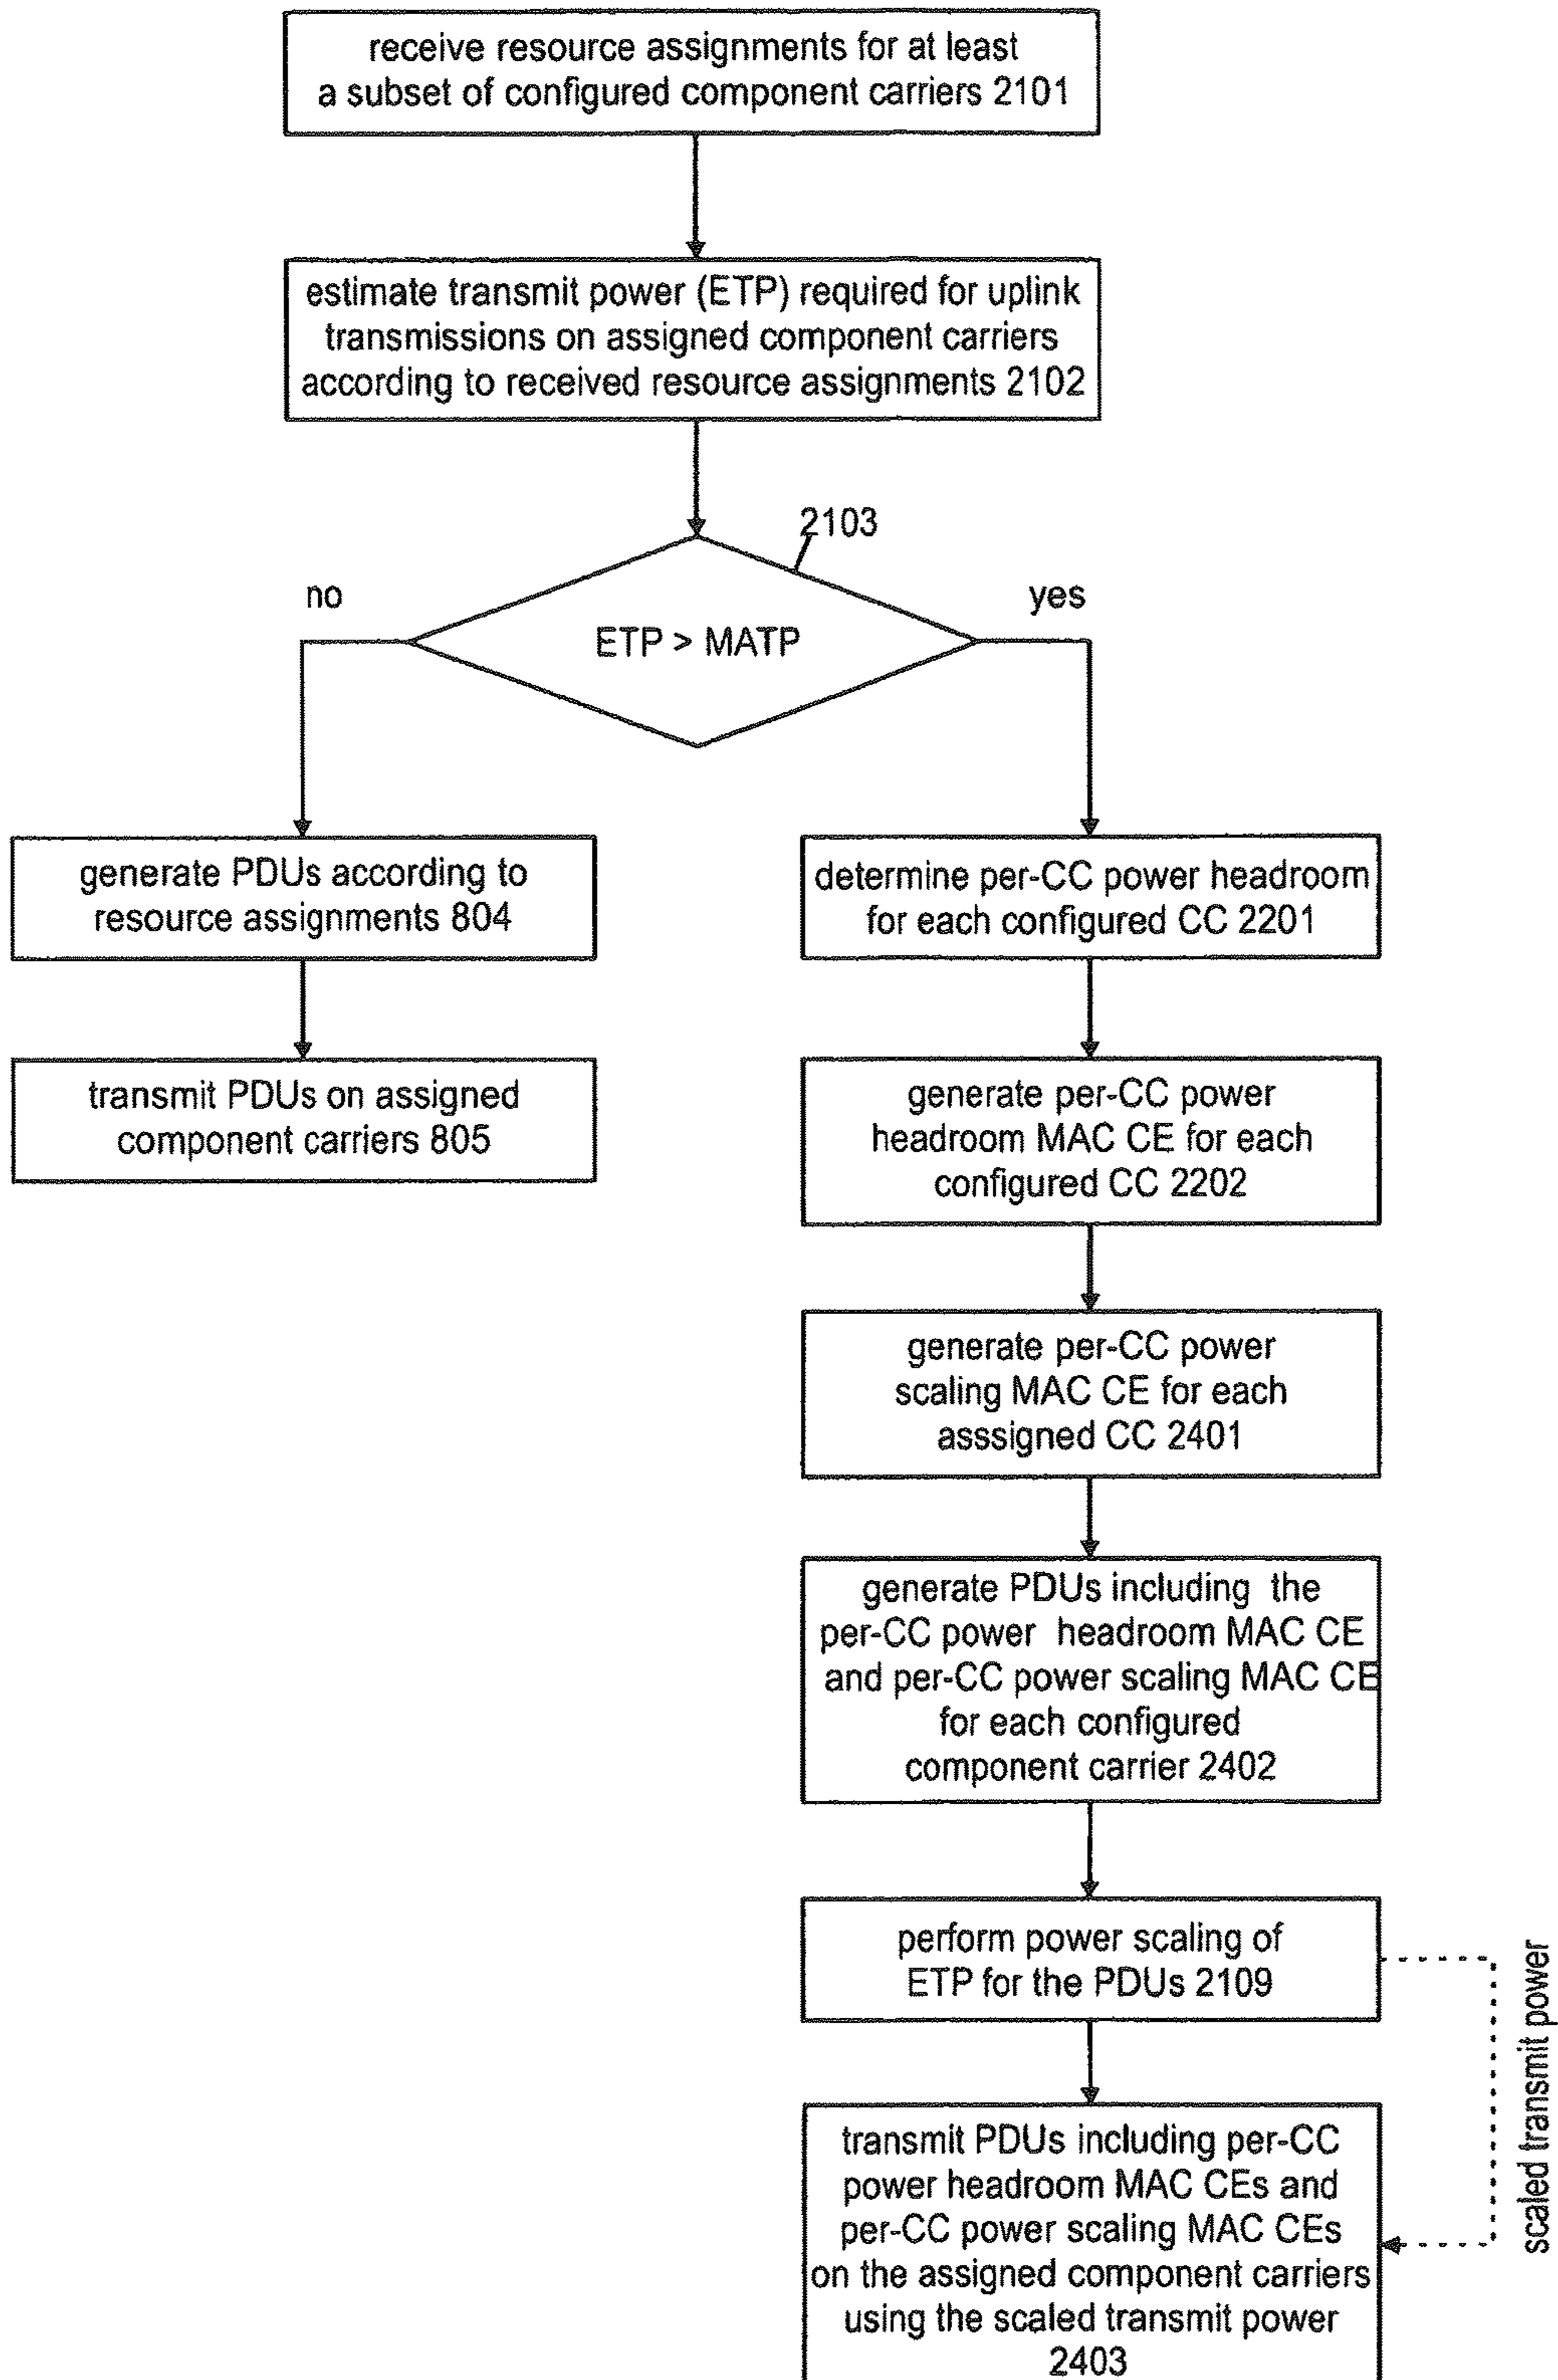 receive resource assignments for at least
a subset of configured component carriers 2101
estimate transmit power (ETP) required for uplink
transmissions on assigned component carriers
according to received resource assignments 2102
2103
no
yes
ETP > MATP
generate PDUs according to
resource assignments 804
transmit PDUs on assigned
component carriers 805
determine per-CC power headroom
for each configured CC 2201
generate per-CC power
headroom MAC CE for each
configured CC 2202
generate per-CC power
scaling MAC CE for each
asssigned CC 2401
generate PDUs including the
per-CC power headroom MAC CE
and per-CC power scaling MAC CE
for each configured
component carrier 2402
perform power scaling of
ETP for the PDUs 2109
scaled transmit power
transmit PDUs including per-CC
power headroom MAC CEs and
per-CC power scaling MAC CEs
on the assigned component carriers
using the scaled transmit power
2403